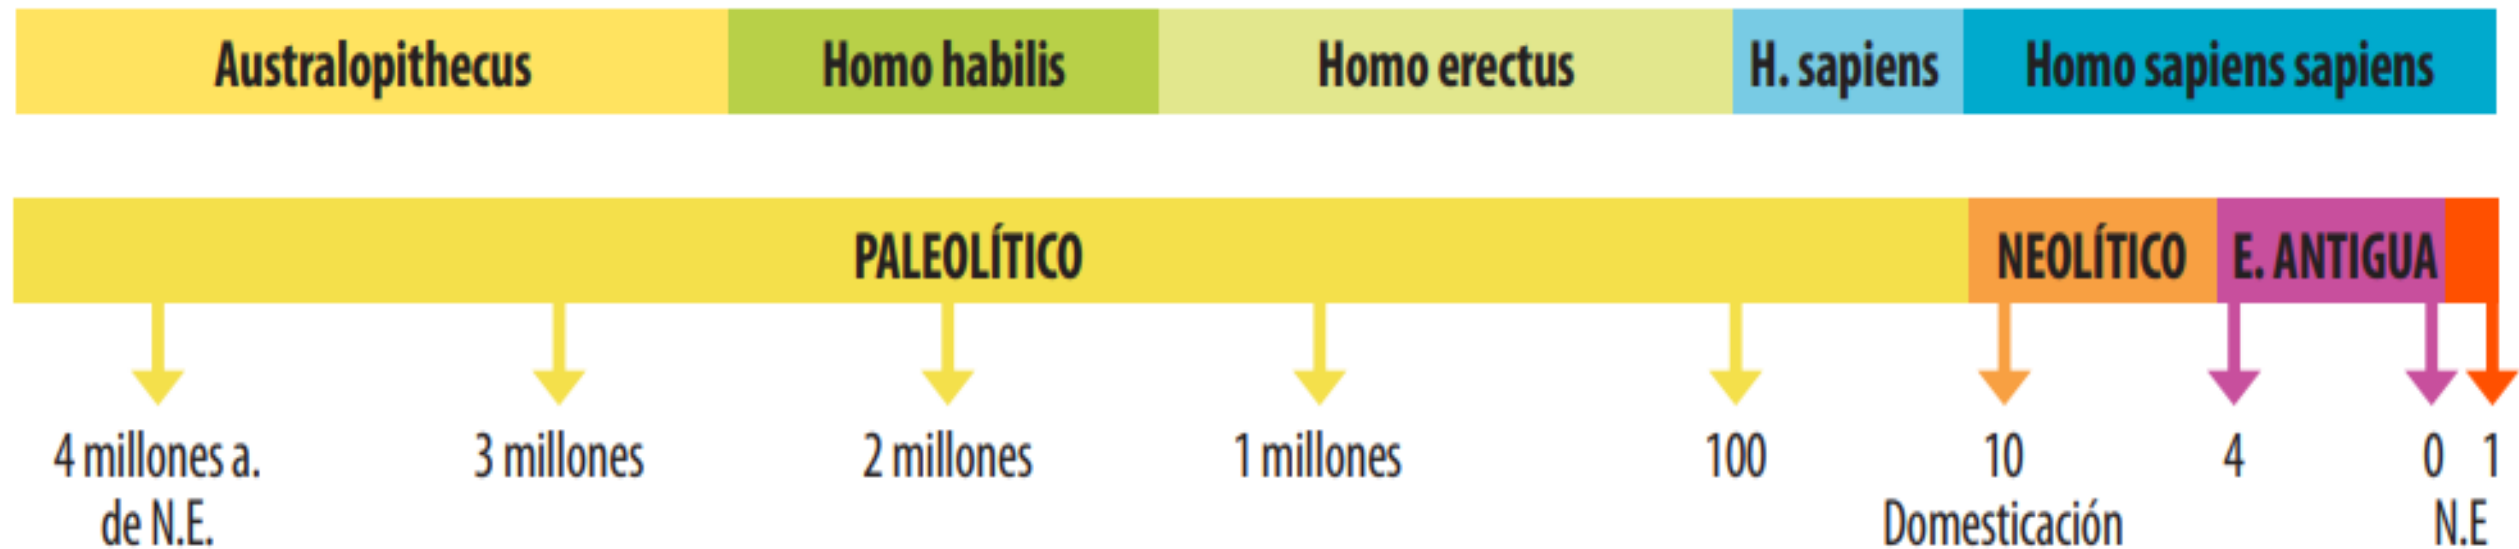 Australopithecus Homo habilis Homo erectus H. sapiens Homo sapiens sapiens
PALEOLÍTICO NEOLÍTICO E. ANTIGUA
4 millones a. 3 millones 2 millones 1 millones 100 10 4 0 1
de N.E. Domesticación N.E